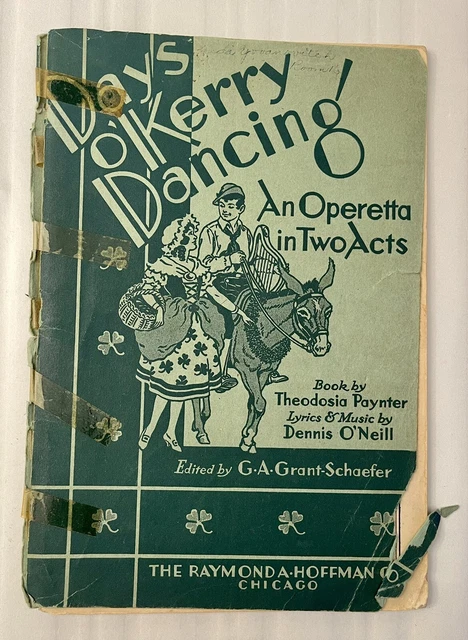 Days
o' Kerry
Dancing!
An Operetta
in Two Acts
Book by
Theodosia Paynter
Lyrics & Music by
Dennis O'Neill
Edited by G·A·Grant-Schaefer
THE RAYMOND A·HOFFMAN CO
CHICAGO